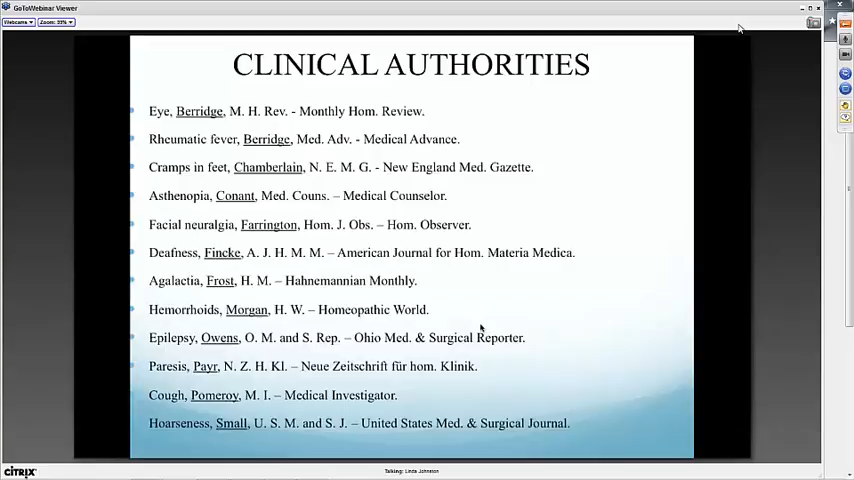 GoToWebinar Viewer
Webcams Zoom: 33%
CLINICAL AUTHORITIES
Eye, Berridge, M. H. Rev. - Monthly Hom. Review.
Rheumatic fever, Berridge, Med. Adv. - Medical Advance.
Cramps in feet, Chamberlain, N. E. M. G. - New England Med. Gazette.
Asthenopia, Conant, Med. Couns. – Medical Counselor.
Facial neuralgia, Farrington, Hom. J. Obs. – Hom. Observer.
Deafness, Fincke, A. J. H. M. M. – American Journal for Hom. Materia Medica.
Agalactia, Frost, H. M. – Hahnemannian Monthly.
Hemorrhoids, Morgan, H. W. – Homeopathic World.
Epilepsy, Owens, O. M. and S. Rep. – Ohio Med. & Surgical Reporter.
Paresis, Payr, N. Z. H. Kl. – Neue Zeitschrift für hom. Klinik.
Cough, Pomeroy, M. I. – Medical Investigator.
Hoarseness, Small, U. S. M. and S. J. – United States Med. & Surgical Journal.
CITRIX
Talking: Linda Johnston